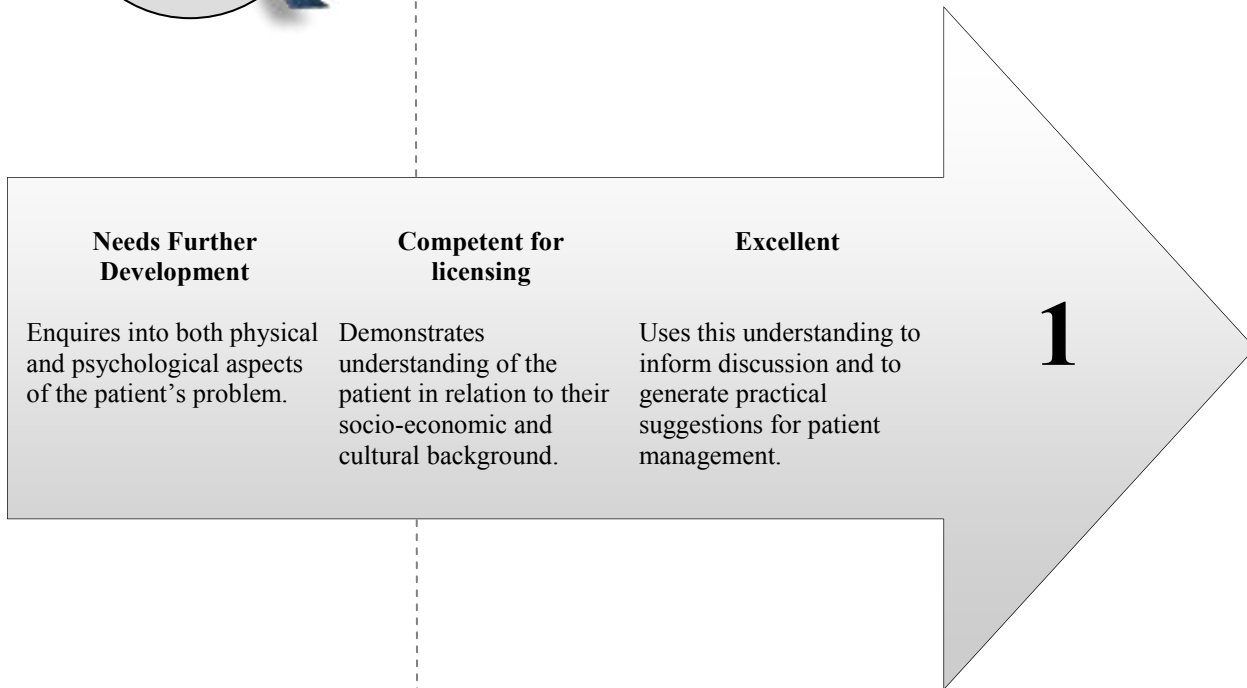 Needs Further
Development
Enquires into both physical
and psychological aspects
of the patient’s problem.
Competent for
licensing
Demonstrates
understanding of the
patient in relation to their
socio-economic and
cultural background.
Excellent
Uses this understanding to
inform discussion and to
generate practical
suggestions for patient
management.
1